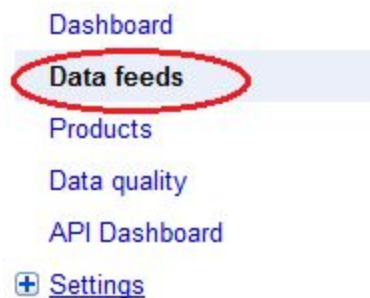 Dashboard
Data feeds
Products
Data quality
API Dashboard
Settings